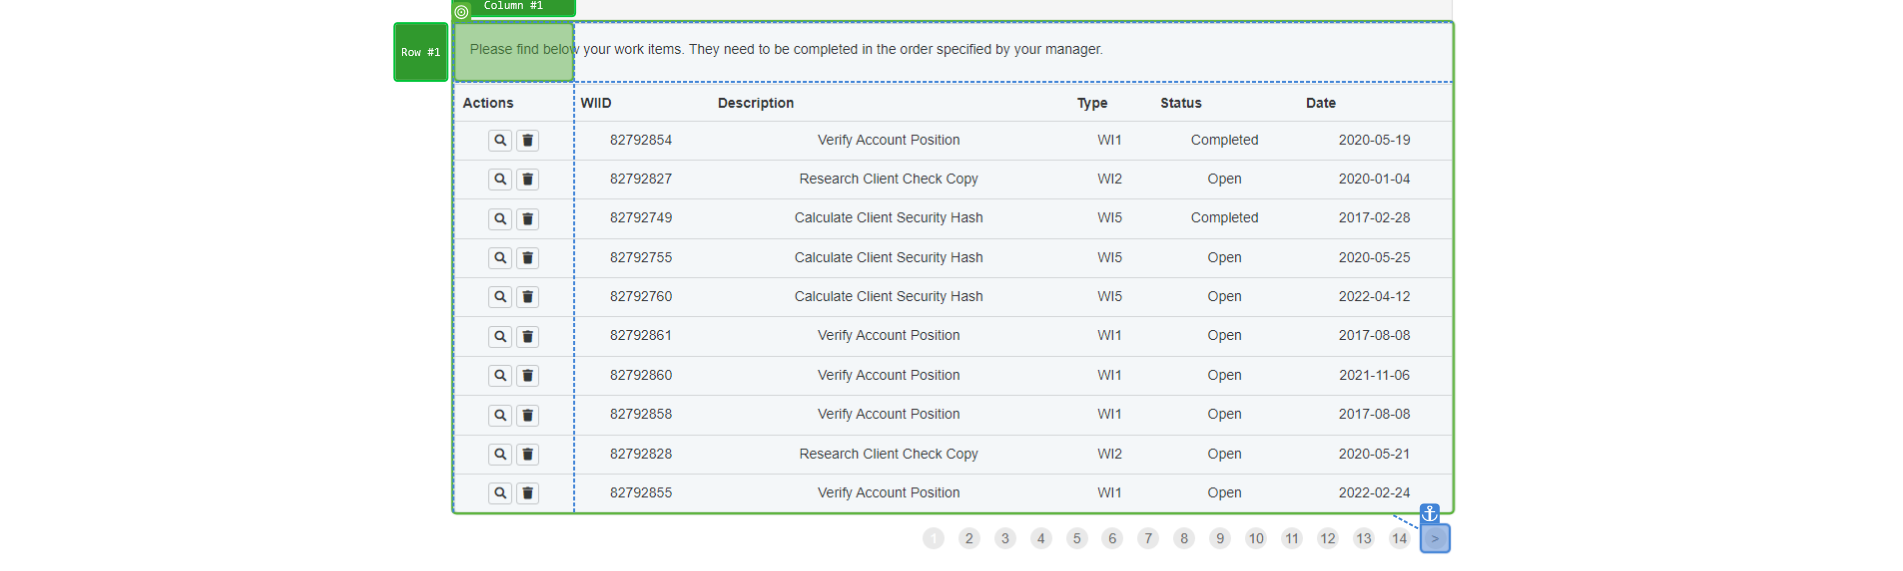 Column #1
Row #1
Please find below your work items. They need to be completed in the order specified by your manager.
Actions WIID Description Type Status Date
82792854 Verify Account Position WI1 Completed 2020-05-19
82792827 Research Client Check Copy WI2 Open 2020-01-04
82792749 Calculate Client Security Hash WI5 Completed 2017-02-28
82792755 Calculate Client Security Hash WI5 Open 2020-05-25
82792760 Calculate Client Security Hash WI5 Open 2022-04-12
82792861 Verify Account Position WI1 Open 2017-08-08
82792860 Verify Account Position WI1 Open 2021-11-06
82792858 Verify Account Position WI1 Open 2017-08-08
82792828 Research Client Check Copy WI2 Open 2020-05-21
82792855 Verify Account Position WI1 Open 2022-02-24
1 2 3 4 5 6 7 8 9 10 11 12 13 14 >